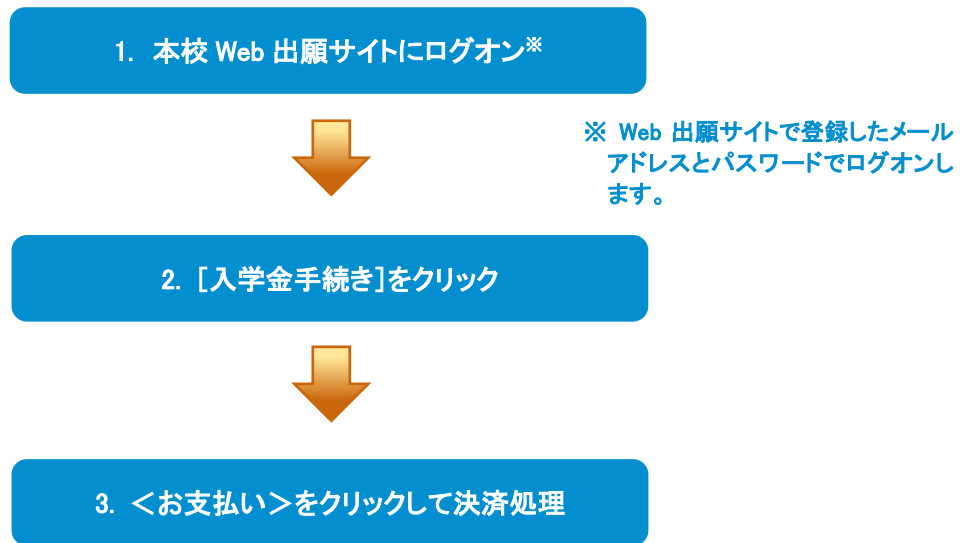 1. 本校 Web 出願サイトにログオン※
※ Web 出願サイトで登録したメール
アドレスとパスワードでログオンし
ます。
2. [入学金手続き]をクリック
3. ＜お支払い＞をクリックして決済処理